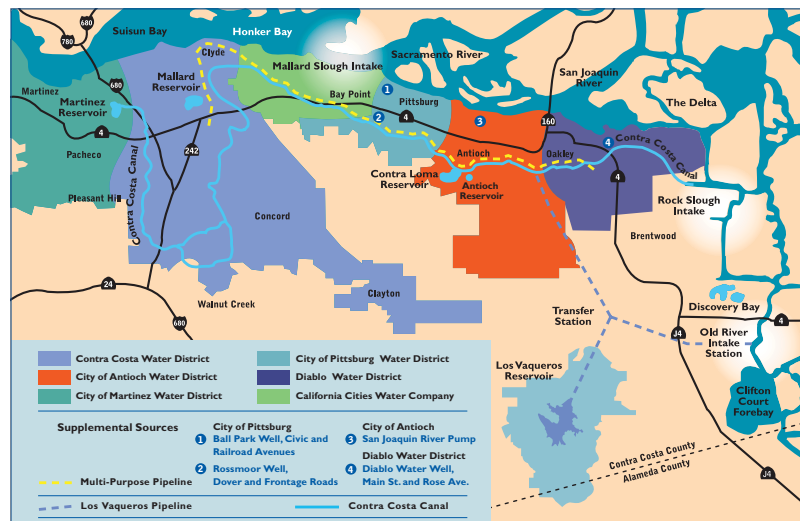 680
780
Suisun Bay
Honker Bay
Clyde
4
Sacramento River
Mallard Slough Intake
San Joaquin
River
Mallard
Reservoir
680
Martinez
Martinez
Reservoir
Bay Point
1
Pittsburg
The Delta
4
2
4
3
160
4
Contra Costa
Canal
Pacheco
242
Antioch
Oakley
Contra Costa Canal
Contra Loma
Reservoir
Antioch
Reservoir
4
Pleasant Hill
Rock Slough
Intake
Concord
Brentwood
24
Clayton
Walnut Creek
680
Discovery Bay
Transfer
Station
J4
4
Old River
Intake
Station
Los Vaqueros
Reservoir
Clifton
Court
Forebay
Contra Costa County
Alameda County
J4
Contra Costa Water District
City of Pittsburg Water District
City of Antioch Water District
Diablo Water District
City of Martinez Water District
California Cities Water Company
Supplemental Sources
City of Pittsburg
1 Ball Park Well, Civic and
Railroad Avenues
2 Rossmoor Well,
Dover and Frontage Roads
City of Antioch
3 San Joaquin River Pump
Diablo Water District
4 Diablo Water Well,
Main St. and Rose Ave.
Multi-Purpose Pipeline
Los Vaqueros Pipeline
Contra Costa Canal